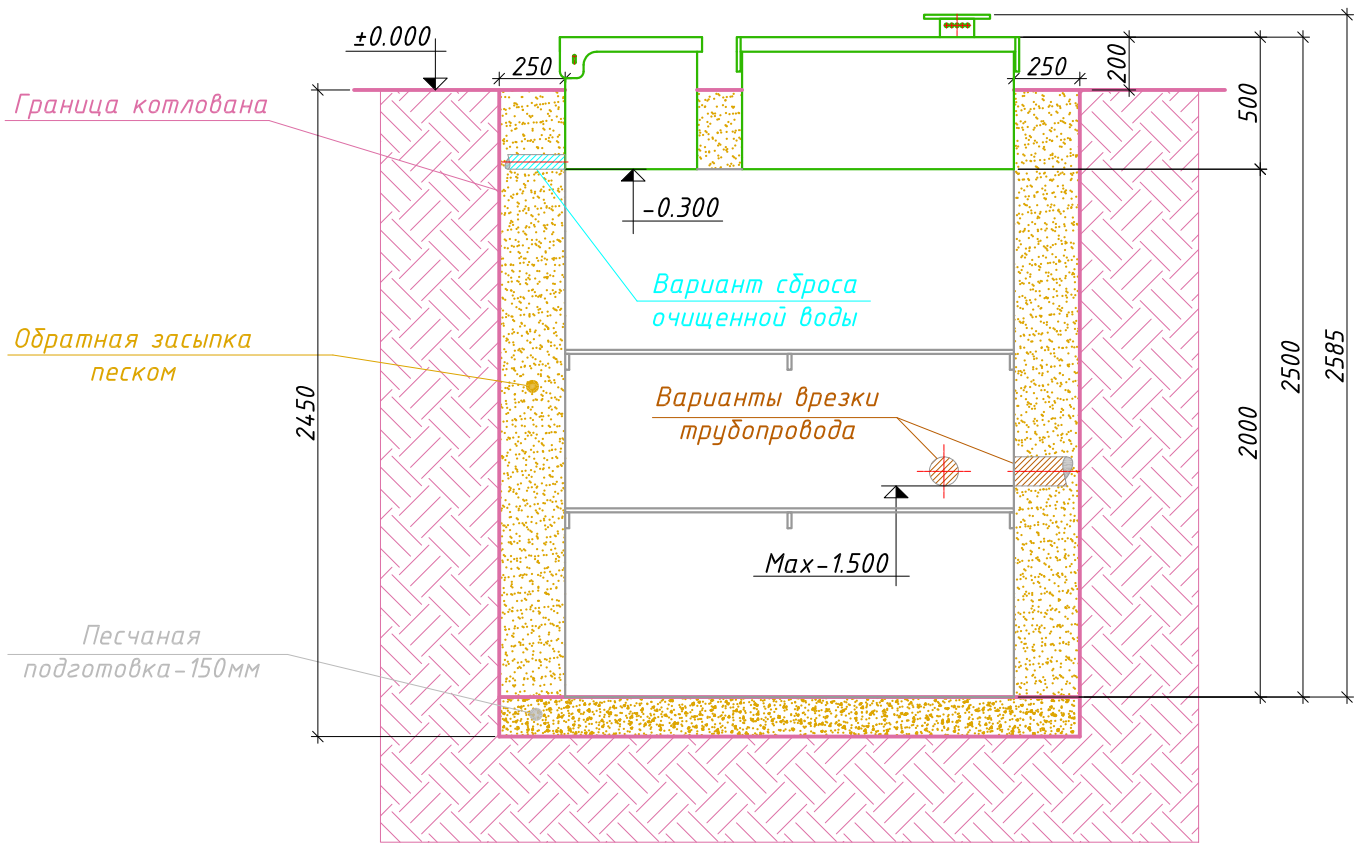 ±0.000
250
250
200
500
2585
Граница котлована
-0.300
Вариант сброса
очищенной воды
Обратная засыпка
песком
2450
2500
2000
Варианты врезки
трубопровода
Max-1.500
Песчаная
подготовка-150мм